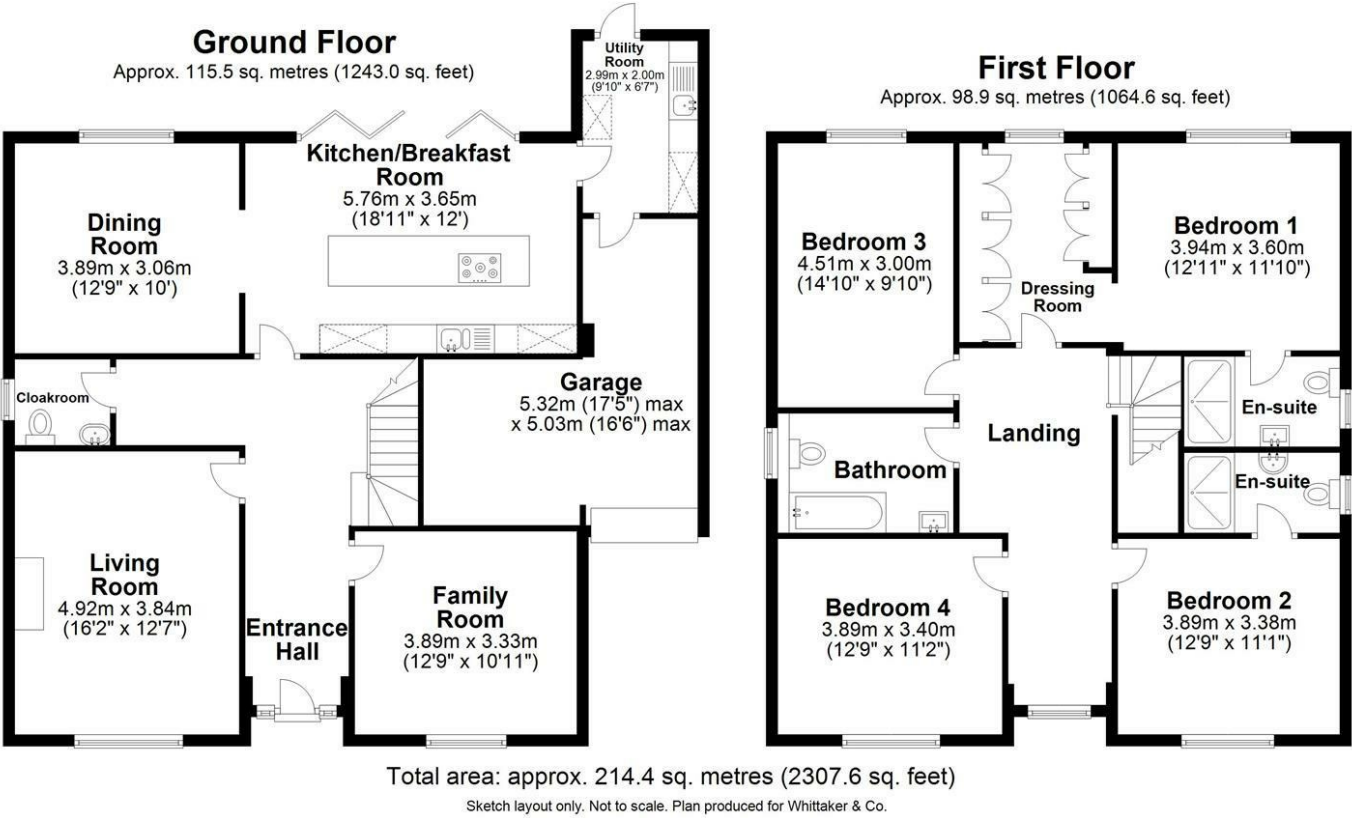 Ground Floor
Approx. 115.5 sq. metres (1243.0 sq. feet)
Utility
Room
2.99m x 2.00m
(9'10" x 6'7")
Kitchen/Breakfast
Room
5.76m x 3.65m
(18'11" x 12')
Dining
Room
3.89m x 3.06m
(12'9" x 10')
Cloakroom
Garage
5.32m (17'5") max
x 5.03m (16'6") max
Living
Room
4.92m x 3.84m
(16'2" x 12'7")
Entrance
Hall
Family
Room
3.89m x 3.33m
(12'9" x 10'11")
First Floor
Approx. 98.9 sq. metres (1064.6 sq. feet)
Bedroom 3
4.51m x 3.00m
(14'10" x 9'10")
Dressing
Room
Bedroom 1
3.94m x 3.60m
(12'11" x 11'10")
En-suite
Landing
Bathroom
En-suite
Bedroom 4
3.89m x 3.40m
(12'9" x 11'2")
Bedroom 2
3.89m x 3.38m
(12'9" x 11'1")
Total area: approx. 214.4 sq. metres (2307.6 sq. feet)
Sketch layout only. Not to scale. Plan produced for Whittaker & Co.